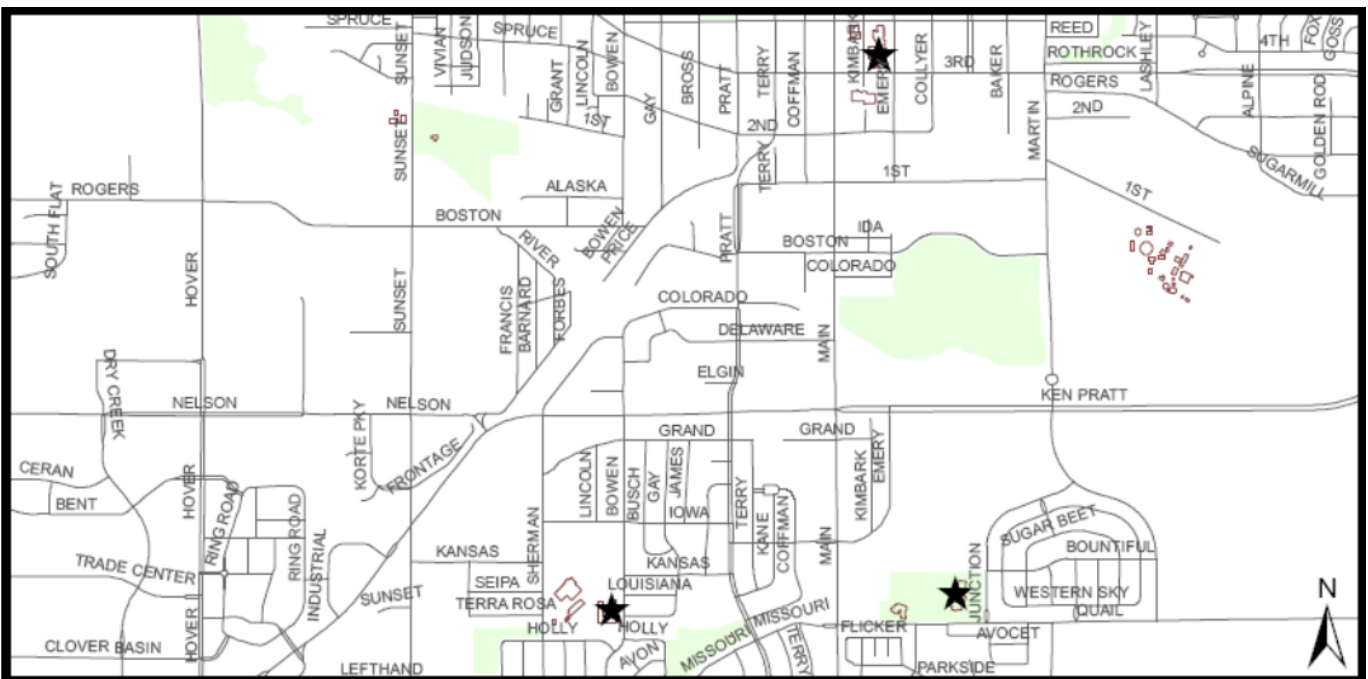 SPRUCE
SUNSET
VIVIAN
JUDSON
SPRUCE
GRANT
LINCOLN
BOWEN
1ST
GAY
BROSS
PRATT
TERRY
COFFMAN
2ND
KIMBARK
EMERY
COLLYER
3RD
BAKER
MARTIN
REED
ROTHROCK
ROGERS
2ND
LASHLEY
4TH
FOX
GOSS
ALPINE
GOLDEN ROD
SUGARMILL
SUNSET
TERRY
1ST
1ST
ROGERS
SOUTH FLAT
ALASKA
BOSTON
BOWEN
PRICE
PRATT
IDA
BOSTON
COLORADO
HOVER
SUNSET
RIVER
FRANCIS
BARNARD
FORBES
COLORADO
DELAWARE
MAIN
ELGIN
DRY CREEK
NELSON
NELSON
KEN PRATT
KORTE PKY
FRONTAGE
GRAND
GRAND
CERAN
BENT
HOVER
RING ROAD
RING ROAD
LINCOLN
BOWEN
BUSCH
GAY
JAMES
IOWA
TERRY
KANE
COFFMAN
MAIN
KIMBARK
EMERY
SUGAR BEET
BOUNTIFUL
TRADE CENTER
INDUSTRIAL
KANSAS
SHERMAN
KANSAS
SEIPA
LOUISIANA
TERRA ROSA
SUNSET
JUNCTION
WESTERN SKY
QUAIL
N
HOLLY
HOLLY
MISSOURI
MISSOURI
TERRY
FLICKER
AVOCET
CLOVER BASIN
HOVER
LEFTHAND
AVON
PARKSIDE